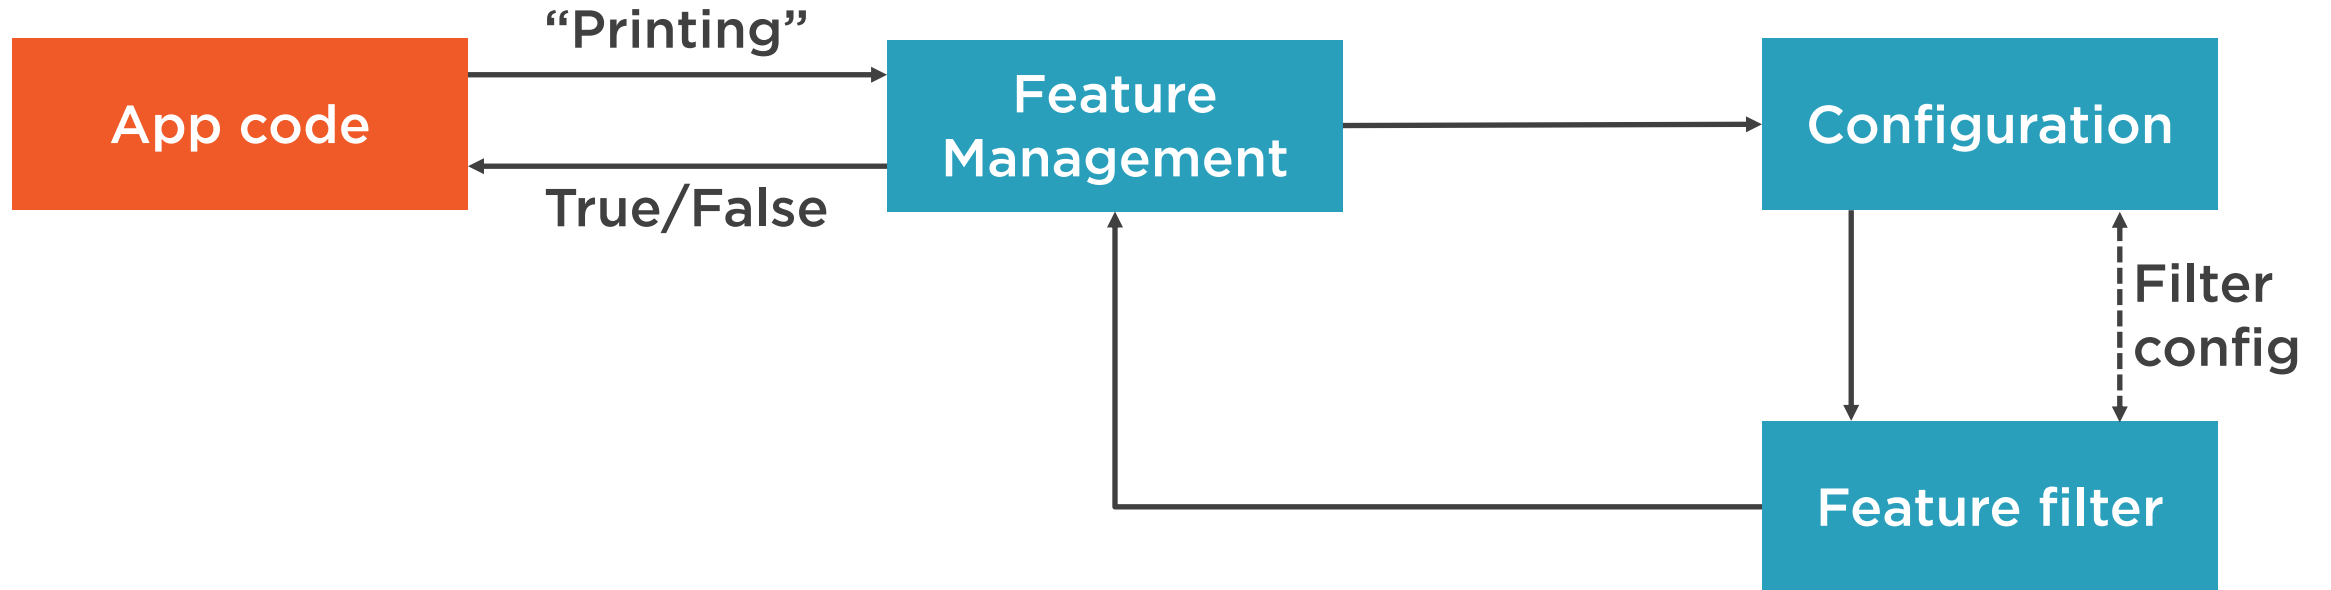 “Printing”
App code
Feature
Management
Configuration
True/False
Filter
config
Feature filter